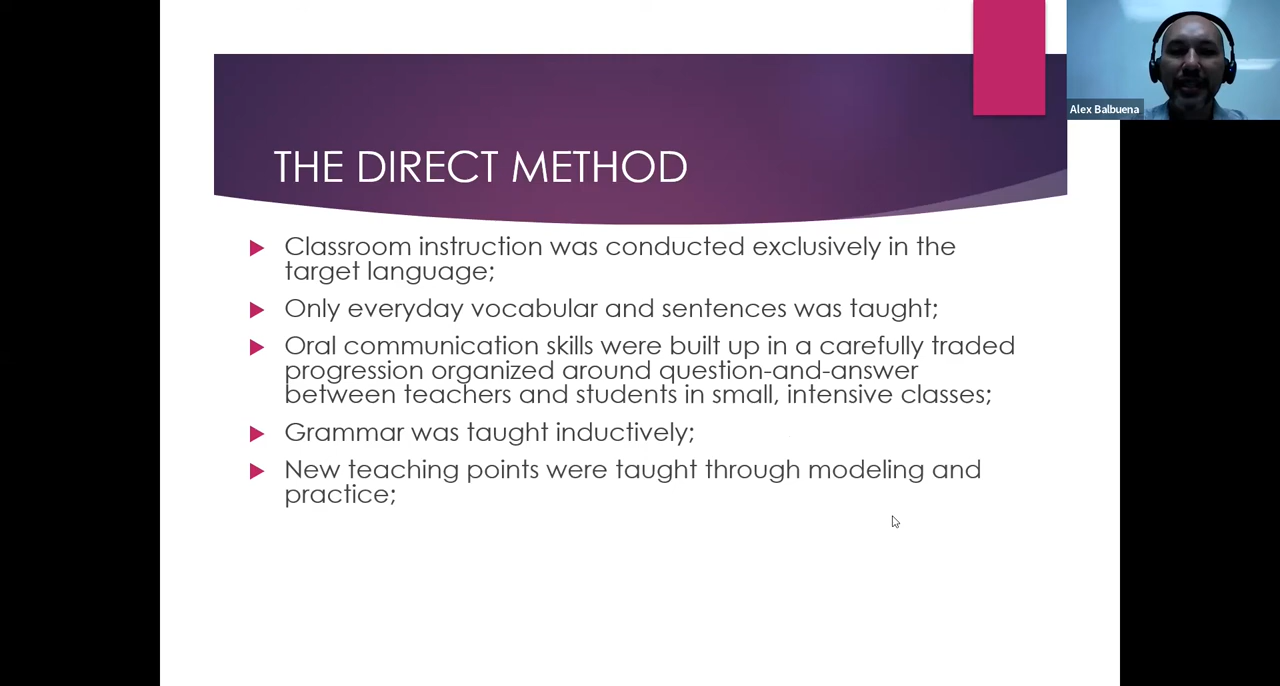 Alex Balbuena
THE DIRECT METHOD
Classroom instruction was conducted exclusively in the
target language;
Only everyday vocabular and sentences was taught;
Oral communication skills were built up in a carefully traded
progression organized around question-and-answer
between teachers and students in small, intensive classes;
Grammar was taught inductively;
New teaching points were taught through modeling and
practice;